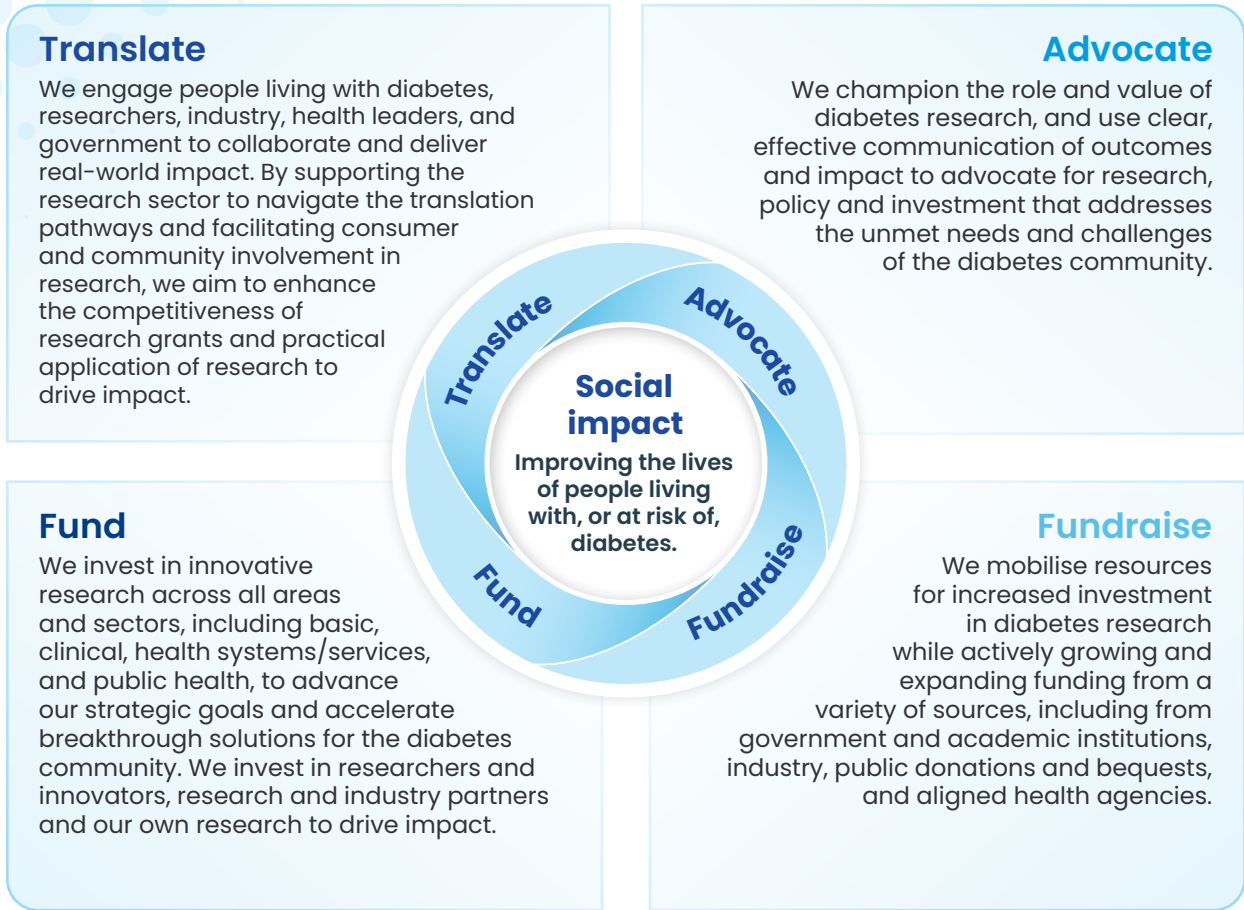 Translate
We engage people living with diabetes,
researchers, industry, health leaders, and
government to collaborate and deliver
real-world impact. By supporting the
research sector to navigate the translation
pathways and facilitating consumer
and community involvement in
research, we aim to enhance
the competitiveness of
research grants and practical
application of research to
drive impact.
Advocate
We champion the role and value of
diabetes research, and use clear,
effective communication of outcomes
and impact to advocate for research,
policy and investment that addresses
the unmet needs and challenges
of the diabetes community.
Translate
Advocate
Social
impact
Improving the lives
of people living
with, or at risk of,
diabetes.
Fund
Fundraise
Fund
We invest in innovative
research across all areas
and sectors, including basic,
clinical, health systems/services,
and public health, to advance
our strategic goals and accelerate
breakthrough solutions for the diabetes
community. We invest in researchers and
innovators, research and industry partners
and our own research to drive impact.
Fundraise
We mobilise resources
for increased investment
in diabetes research
while actively growing and
expanding funding from a
variety of sources, including from
government and academic institutions,
industry, public donations and bequests,
and aligned health agencies.